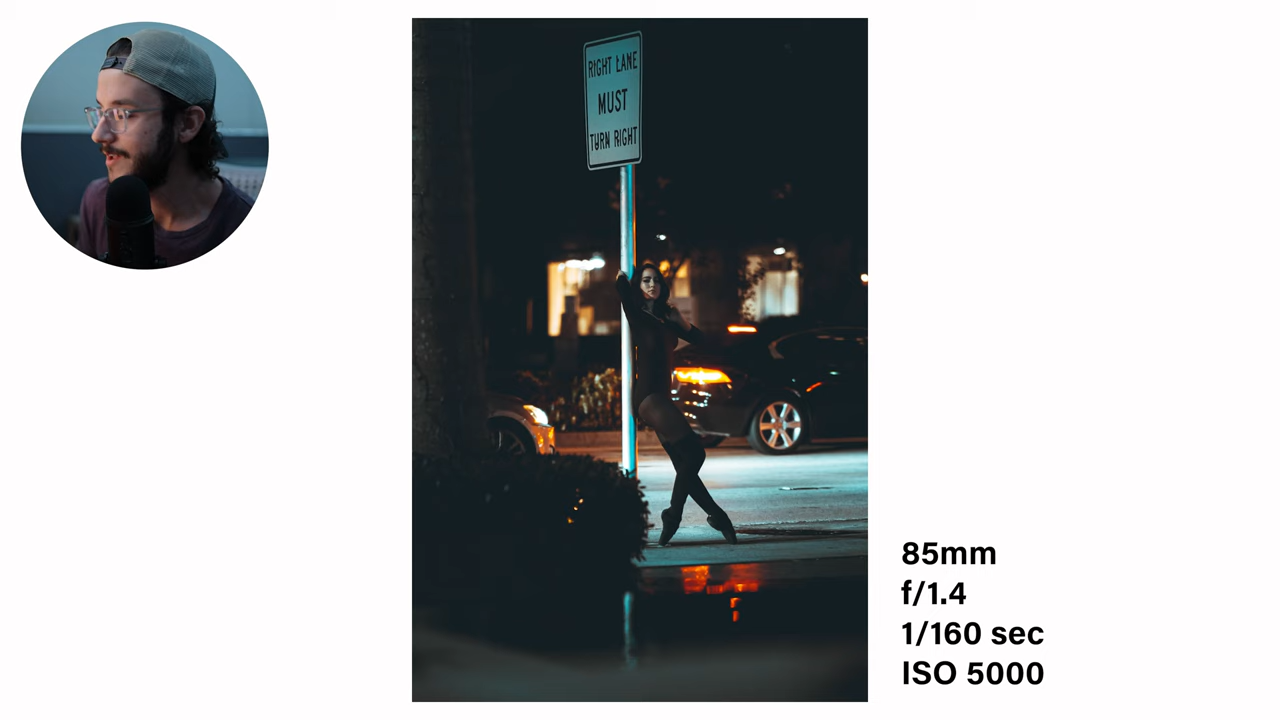 RIGHT LANE
MUST
TURN RIGHT
85mm
f/1.4
1/160 sec
ISO 5000